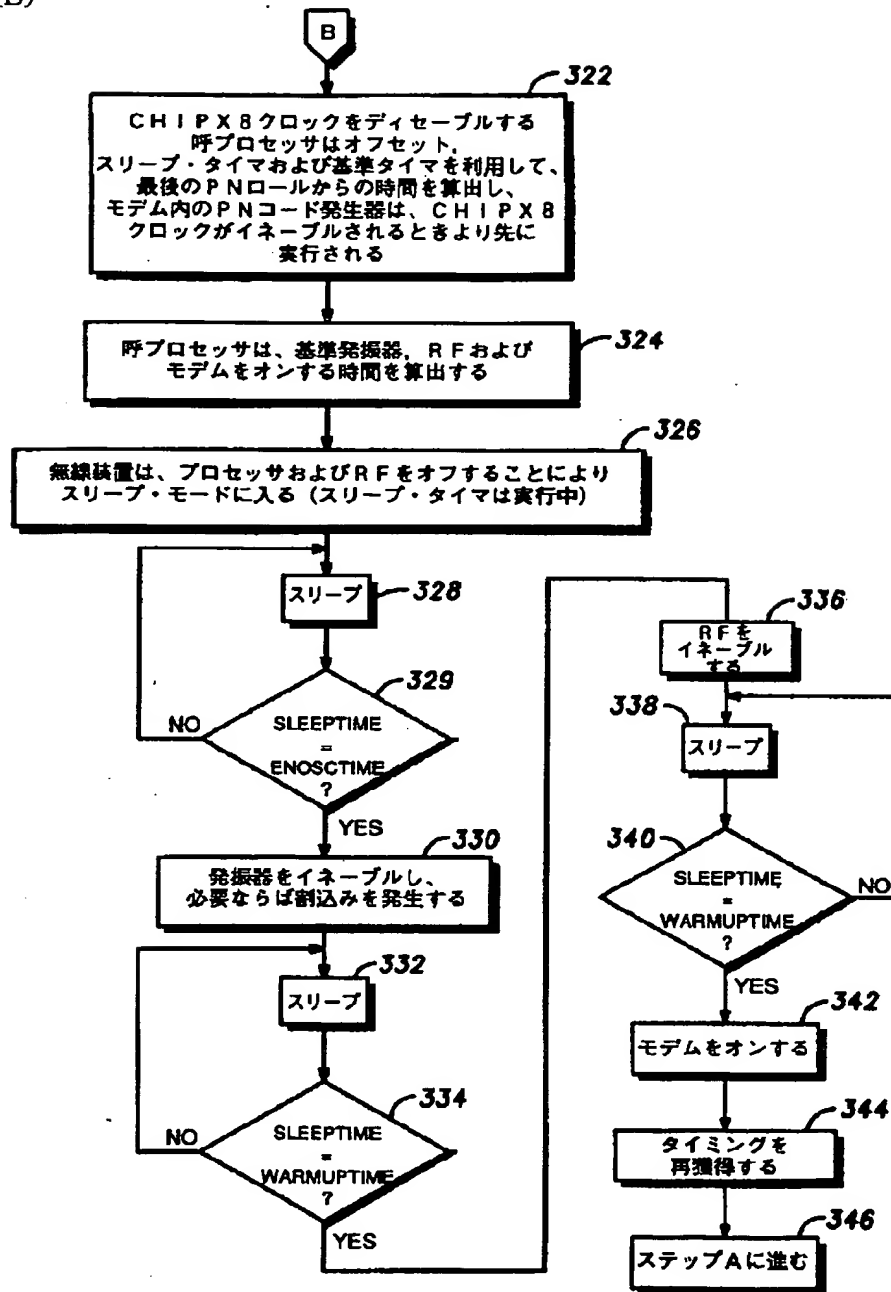 B
322
CHIPX8クロックをディセーブルする
呼プロセッサはオフセット,
スリープ・タイマおよび基準タイマを利用して、
最後のPNロールからの時間を算出し、
モデム内のPNコード発生器は、CHIPX8
クロックがイネーブルされるときより先に
実行される
324
呼プロセッサは、基準発振器,RFおよび
モデムをオンする時間を算出する
326
無線装置は、プロセッサおよびRFをオフすることにより
スリープ・モードに入る(スリープ・タイマは実行中)
スリープ
328
329
NO
SLEEPTIME
=
ENOSCTIME
?
YES
330
発振器をイネーブルし、
必要ならば割込みを発生する
332
スリープ
334
NO
SLEEPTIME
=
WARMUPTIME
?
YES
336
RFを
イネーブル
する
338
スリープ
340
SLEEPTIME
=
WARMUPTIME
?
NO
YES
342
モデムをオンする
344
タイミングを
再獲得する
346
ステップAに進む